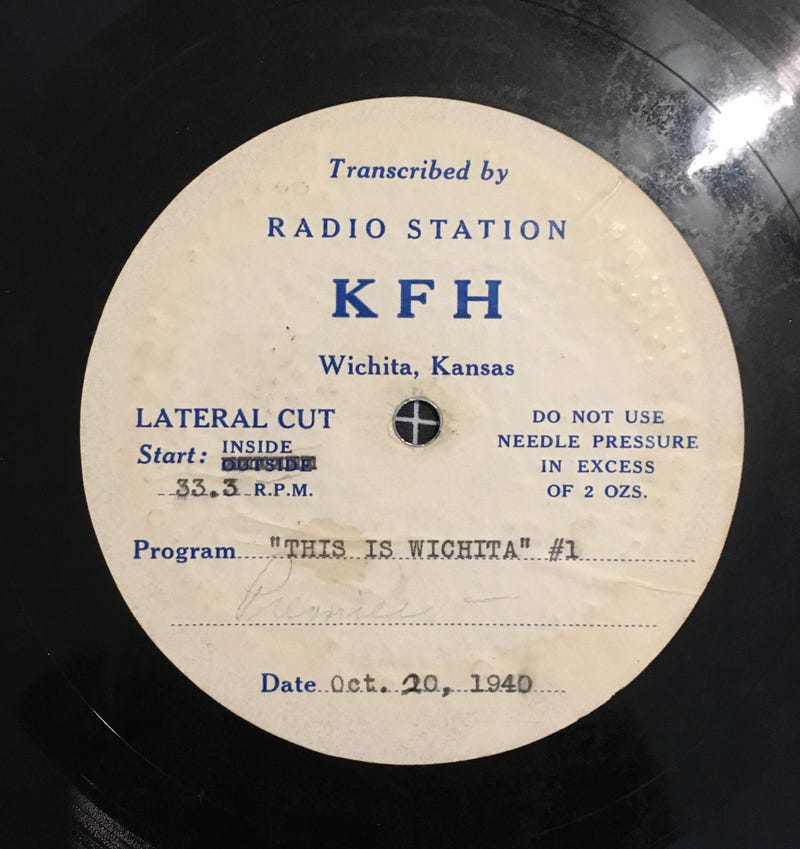 Transcribed by
RADIO STATION
KFH
Wichita, Kansas
LATERAL CUT
Start: INSIDE
OUTSIDE
33.3 R.P.M.
DO NOT USE
NEEDLE PRESSURE
IN EXCESS
OF 2 OZS.
Program "THIS IS WICHITA" #1
Premiere —
Date Oct. 20, 1940